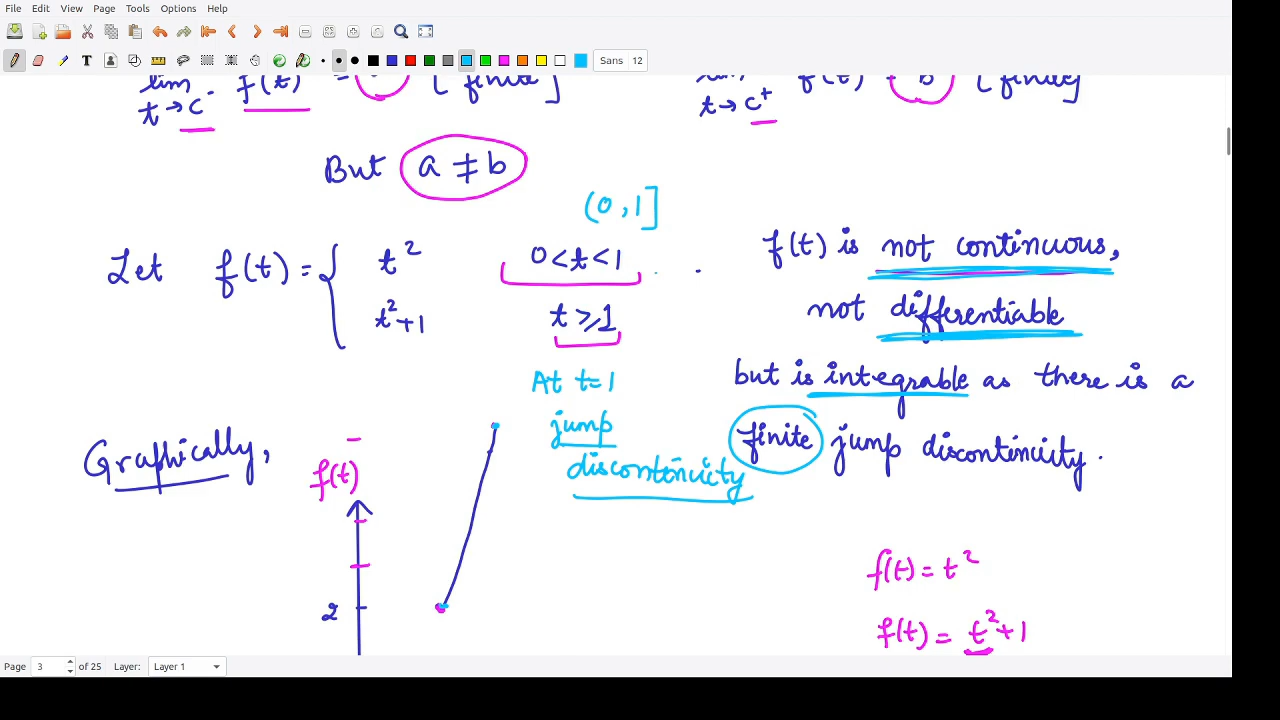 File Edit View Page Tools Options Help
Sans 12
lim f(t) = [finite] lim f(t) = b [finite]
t→c⁻ t→c⁺
But a ≠ b
(0,1]
Let f(t) = { t² 0<t<1
t²+1 t≥1
f(t) is not continuous,
not differentiable
but is integrable as there is a
finite jump discontinuity.
At t=1
jump
discontinuity
Graphically,
f(t)
2
f(t) = t²
f(t) = t²+1
Page 3 of 25 Layer: Layer 1